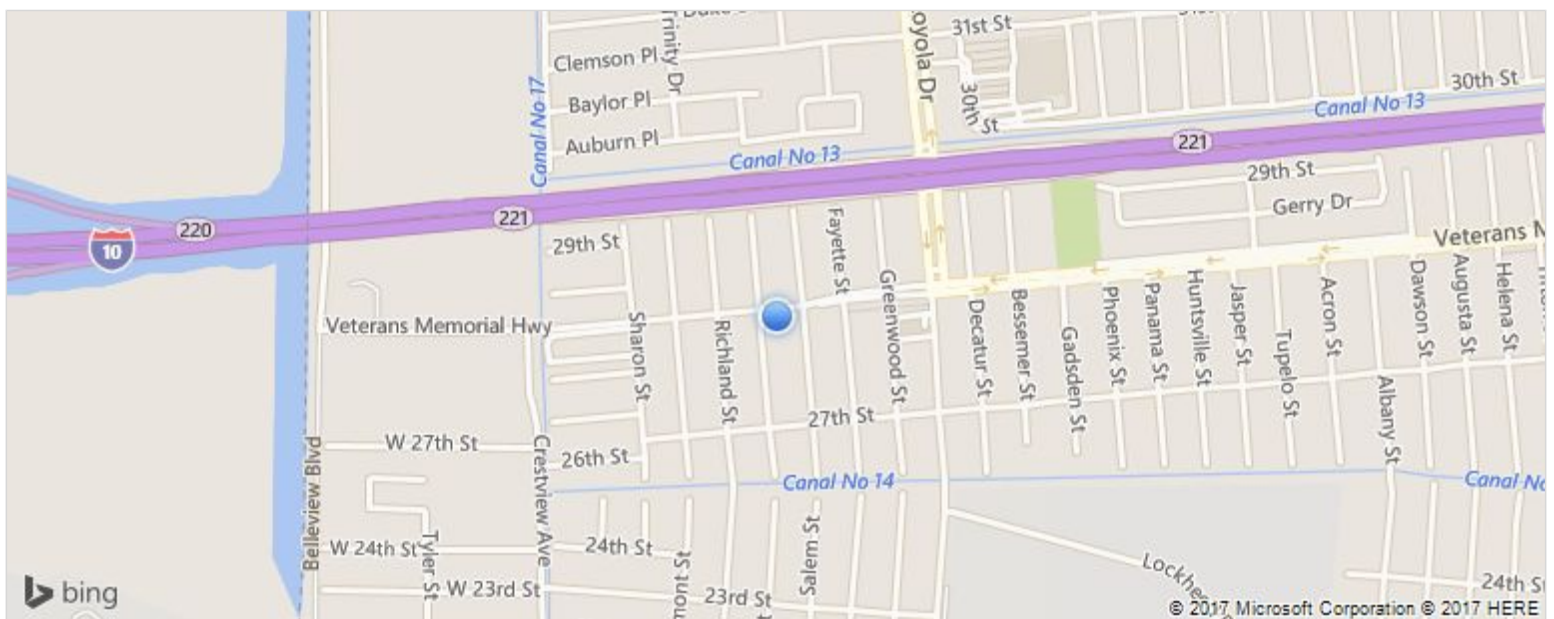 31st St
Clemson Pl
Trinity Dr
oyola Dr
30th St
Canal No 17
Baylor Pl
30th St
Canal No 13
Auburn Pl
Canal No 13
221
29th St
Gerry Dr
220
221
10
29th St
Fayette St
Veterans M
Greenwood St
Veterans Memorial Hwy
Sharon St
Richland St
Decatur St
Bessemer St
Gadsden St
Phoenix St
Panama St
Huntsville St
Jasper St
Tupelo St
Acron St
Albany St
Dawson St
Augusta St
Helena St
27th St
W 27th St
Belleview Blvd
Crestview Ave
26th St
Canal No 14
Canal No
W 24th St
Tyler St
24th St
mont St
Salem St
Lockhe
W 23rd St
23rd St
24th St
bing
© 2017 Microsoft Corporation © 2017 HERE